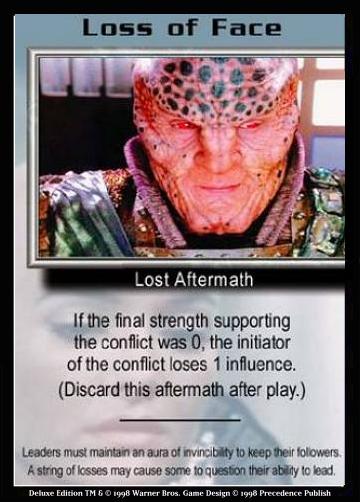 Loss of Face
Lost Aftermath
If the final strength supporting
the conflict was 0, the initiator
of the conflict loses 1 influence.
(Discard this aftermath after play.)
Leaders must maintain an aura of invincibility to keep their followers.
A string of losses may cause some to question their ability to lead.
Deluxe Edition TM & © 1998 Warner Bros. Game Design © 1998 Precedence Publish